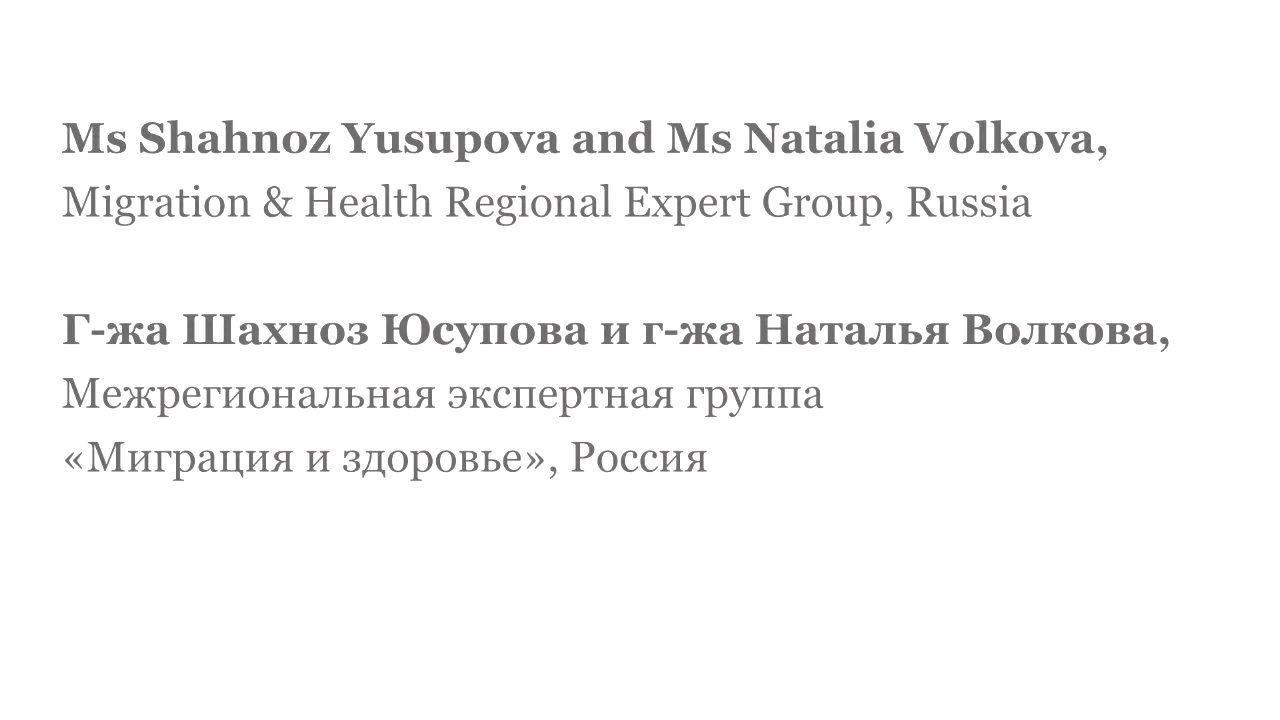 Ms Shahnoz Yusupova and Ms Natalia Volkova,
Migration & Health Regional Expert Group, Russia
Г-жа Шахноз Юсупова и г-жа Наталья Волкова,
Межрегиональная экспертная группа
«Миграция и здоровье», Россия